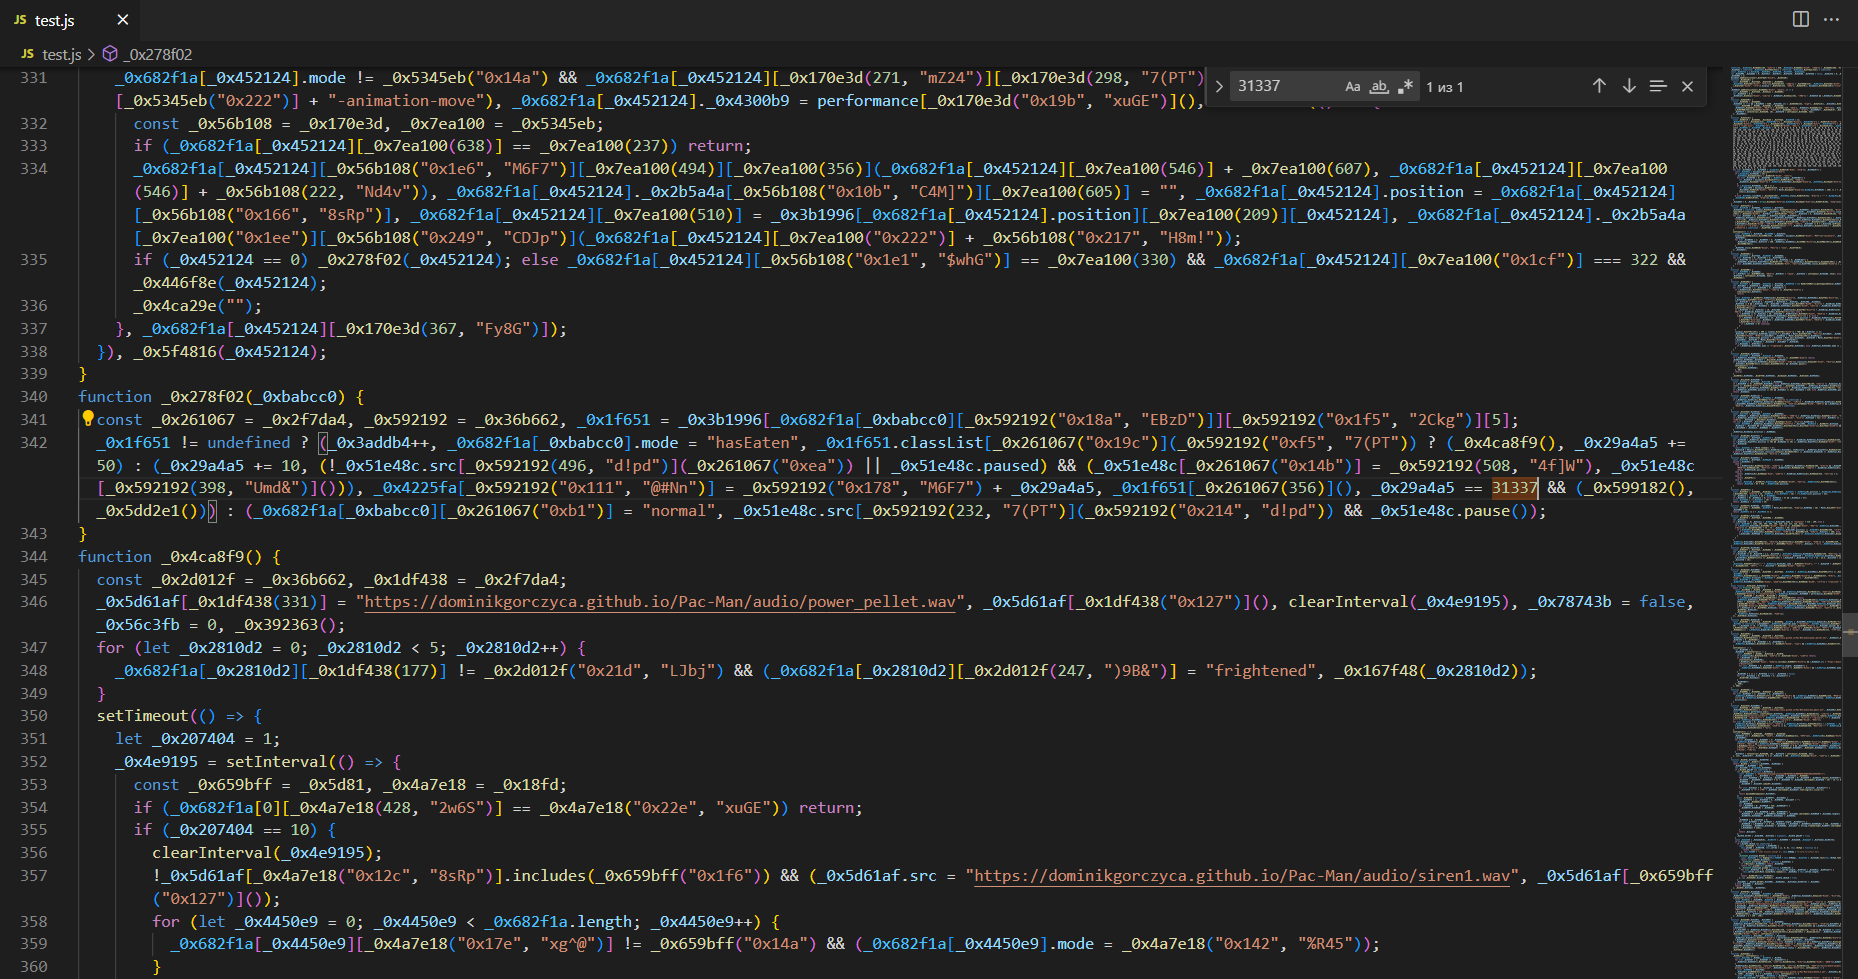 JS test.js ×
JS test.js > _0x278f02
31337 Aa ab .* 1 из 1
331 _0x682f1a[_0x452124].mode != _0x5345eb("0x14a") && _0x682f1a[_0x452124][_0x170e3d(271, "mZ24")][_0x170e3d(298, "7(PT")
[_0x5345eb("0x222")] + "-animation-move"), _0x682f1a[_0x452124]._0x4300b9 = performance[_0x170e3d("0x19b", "xuGE")](),
332 const _0x56b108 = _0x170e3d, _0x7ea100 = _0x5345eb;
333 if (_0x682f1a[_0x452124][_0x7ea100(638)] == _0x7ea100(237)) return;
334 _0x682f1a[_0x452124][_0x56b108("0x1e6", "M6F7")][_0x7ea100(494)][_0x7ea100(356)](_0x682f1a[_0x452124][_0x7ea100(546)] + _0x7ea100(607), _0x682f1a[_0x452124][_0x7ea100
(546)] + _0x56b108(222, "Nd4v")), _0x682f1a[_0x452124]._0x2b5a4a[_0x56b108("0x10b", "C4M]")][_0x7ea100(605)] = "", _0x682f1a[_0x452124].position = _0x682f1a[_0x452124]
[_0x56b108("0x166", "8sRp")], _0x682f1a[_0x452124][_0x7ea100(510)] = _0x3b1996[_0x682f1a[_0x452124].position][_0x7ea100(209)][_0x452124], _0x682f1a[_0x452124]._0x2b5a4a
[_0x7ea100("0x1ee")][_0x56b108("0x249", "CDJp")](_0x682f1a[_0x452124][_0x7ea100("0x222")] + _0x56b108("0x217", "H8m!"));
335 if (_0x452124 == 0) _0x278f02(_0x452124); else _0x682f1a[_0x452124][_0x56b108("0x1e1", "$whG")] == _0x7ea100(330) && _0x682f1a[_0x452124][_0x7ea100("0x1cf")] === 322 &&
_0x446f8e(_0x452124);
336 _0x4ca29e("");
337 }, _0x682f1a[_0x452124][_0x170e3d(367, "Fy8G")]);
338 }), _0x5f4816(_0x452124);
339 }
340 function _0x278f02(_0xbabcc0) {
341 const _0x261067 = _0x2f7da4, _0x592192 = _0x36b662, _0x1f651 = _0x3b1996[_0x682f1a[_0xbabcc0][_0x592192("0x18a", "EBzD")]][_0x592192("0x1f5", "2Ckg")][5];
342 _0x1f651 != undefined ? (_0x3addb4++, _0x682f1a[_0xbabcc0].mode = "hasEaten", _0x1f651.classList[_0x261067("0x19c")](_0x592192("0xf5", "7(PT")) ? (_0x4ca8f9(), _0x29a4a5 +=
50) : (_0x29a4a5 += 10, (!_0x51e48c.src[_0x592192(496, "d!pd")](_0x261067("0xea")) || _0x51e48c.paused) && (_0x51e48c[_0x261067("0x14b")] = _0x592192(508, "4f]W"), _0x51e48c
[_0x592192(398, "Umd&")]())), _0x4225fa[_0x592192("0x111", "@#Nn")] = _0x592192("0x178", "M6F7") + _0x29a4a5, _0x1f651[_0x261067(356)](), _0x29a4a5 == 31337 && (_0x599182(),
_0x5dd2e1())) : (_0x682f1a[_0xbabcc0][_0x261067("0xb1")] = "normal", _0x51e48c.src[_0x592192(232, "7(PT")](_0x592192("0x214", "d!pd")) && _0x51e48c.pause());
343 }
344 function _0x4ca8f9() {
345 const _0x2d012f = _0x36b662, _0x1df438 = _0x2f7da4;
346 _0x5d61af[_0x1df438(331)] = "https://dominikgorczyca.github.io/Pac-Man/audio/power_pellet.wav", _0x5d61af[_0x1df438("0x127")](), clearInterval(_0x4e9195), _0x78743b = false,
_0x56c3fb = 0, _0x392363();
347 for (let _0x2810d2 = 0; _0x2810d2 < 5; _0x2810d2++) {
348 _0x682f1a[_0x2810d2][_0x1df438(177)] != _0x2d012f("0x21d", "LJbj") && (_0x682f1a[_0x2810d2][_0x2d012f(247, ")9B&")] = "frightened", _0x167f48(_0x2810d2));
349 }
350 setTimeout(() => {
351 let _0x207404 = 1;
352 _0x4e9195 = setInterval(() => {
353 const _0x659bff = _0x5d81, _0x4a7e18 = _0x18fd;
354 if (_0x682f1a[0][_0x4a7e18(428, "2w6S")] == _0x4a7e18("0x22e", "xuGE")) return;
355 if (_0x207404 == 10) {
356 clearInterval(_0x4e9195);
357 !_0x5d61af[_0x4a7e18("0x12c", "8sRp")].includes(_0x659bff("0x1f6")) && (_0x5d61af.src = "https://dominikgorczyca.github.io/Pac-Man/audio/siren1.wav", _0x5d61af[_0x659bff
("0x127")]());
358 for (let _0x4450e9 = 0; _0x4450e9 < _0x682f1a.length; _0x4450e9++) {
359 _0x682f1a[_0x4450e9][_0x4a7e18("0x17e", "xg^@")] != _0x659bff("0x14a") && (_0x682f1a[_0x4450e9].mode = _0x4a7e18("0x142", "%R45"));
360 }